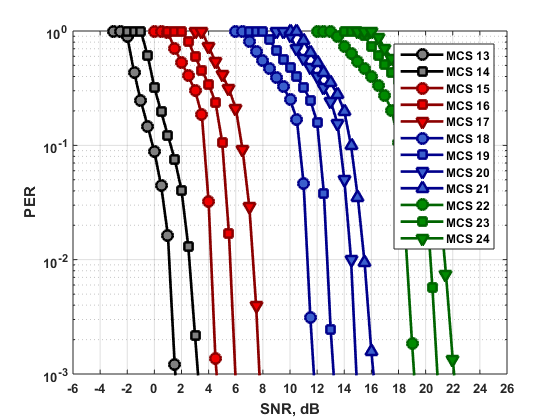 10^0
10^-1
10^-2
10^-3
PER
MCS 13
MCS 14
MCS 15
MCS 16
MCS 17
MCS 18
MCS 19
MCS 20
MCS 21
MCS 22
MCS 23
MCS 24
-6 -4 -2 0 2 4 6 8 10 12 14 16 18 20 22 24 26
SNR, dB